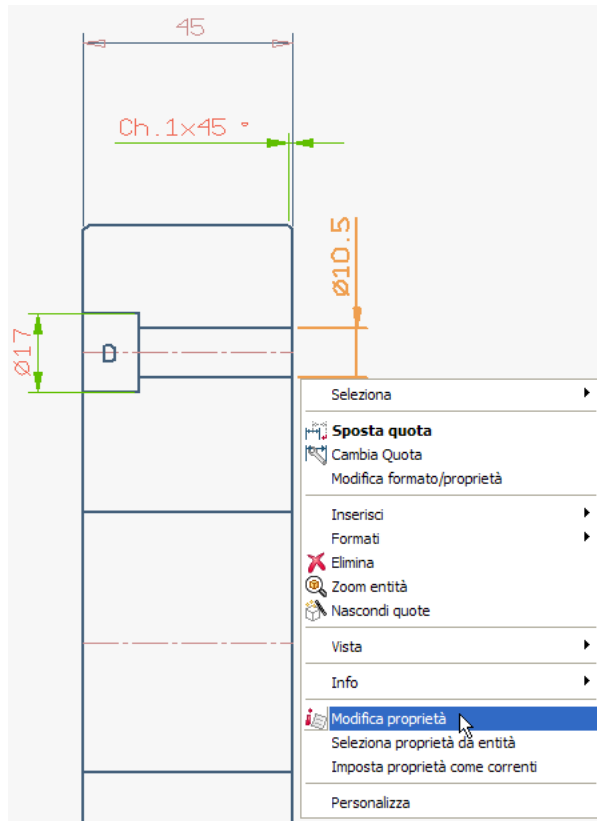 45
Ch.1x45 °
Ø10.5
Ø17
D
Seleziona
Sposta quota
Cambia Quota
Modifica formato/proprietà
Inserisci
Formati
Elimina
Zoom entità
Nascondi quote
Vista
Info
Modifica proprietà
Seleziona proprietà da entità
Imposta proprietà come correnti
Personalizza